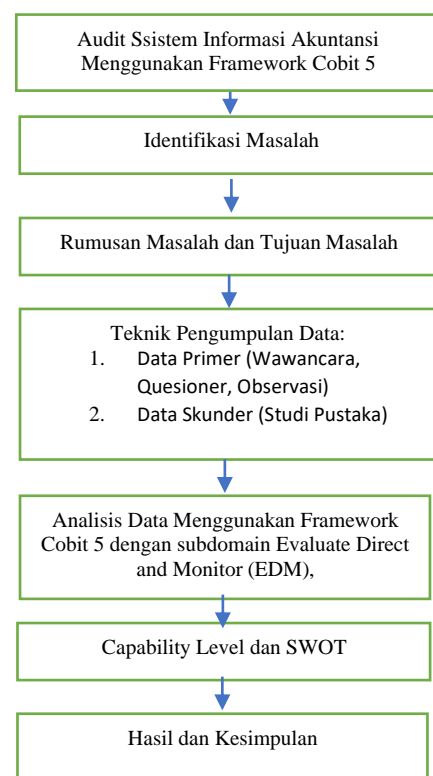 Audit Ssistem Informasi Akuntansi
Menggunakan Framework Cobit 5
Identifikasi Masalah
Rumusan Masalah dan Tujuan Masalah
Teknik Pengumpulan Data:
1. Data Primer (Wawancara,
Quesioner, Observasi)
2. Data Skunder (Studi Pustaka)
Analisis Data Menggunakan Framework
Cobit 5 dengan subdomain Evaluate Direct
and Monitor (EDM),
Capability Level dan SWOT
Hasil dan Kesimpulan